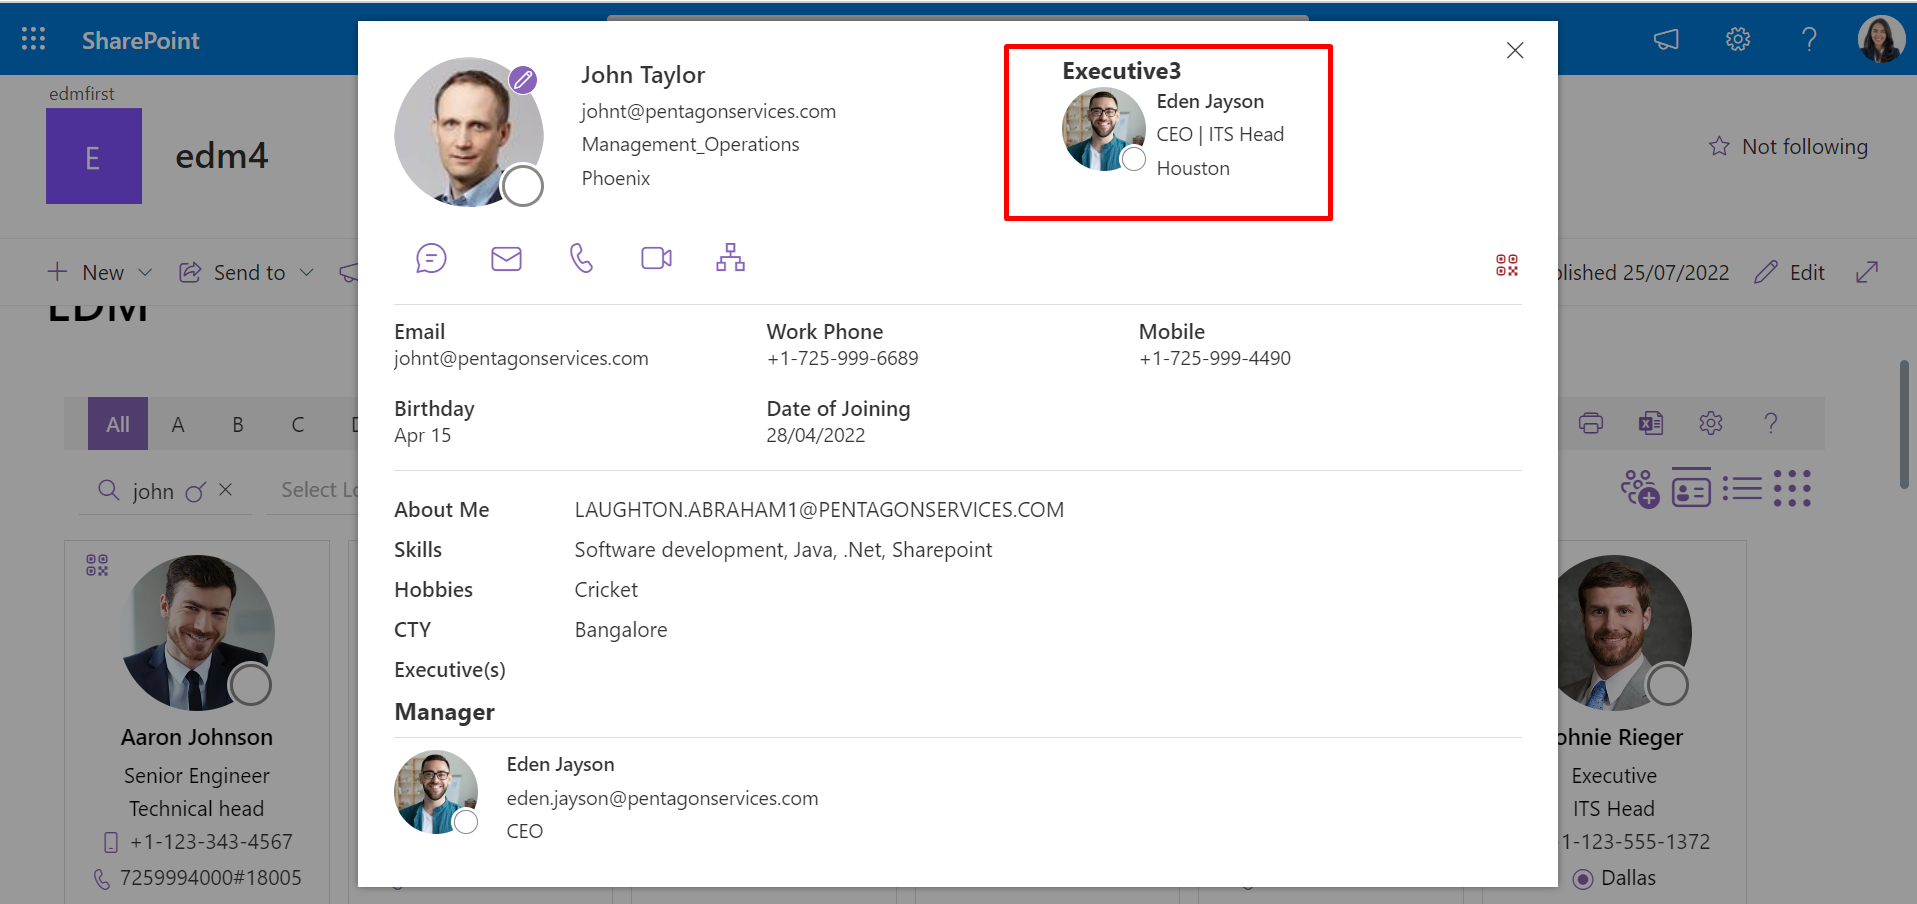 SharePoint
edmfirst
E
edm4
Not following
New
Send to
blished 25/07/2022
Edit
EDM
All
A
B
C
john
Select Lo
Aaron Johnson
Senior Engineer
Technical head
+1-123-343-4567
7259994000#18005
John Taylor
johnt@pentagonservices.com
Management_Operations
Phoenix
Executive3
Eden Jayson
CEO | ITS Head
Houston
Email
johnt@pentagonservices.com
Work Phone
+1-725-999-6689
Mobile
+1-725-999-4490
Birthday
Apr 15
Date of Joining
28/04/2022
About Me
LAUGHTON.ABRAHAM1@PENTAGONSERVICES.COM
Skills
Software development, Java, .Net, Sharepoint
Hobbies
Cricket
CTY
Bangalore
Executive(s)
Manager
Eden Jayson
eden.jayson@pentagonservices.com
CEO
ohnie Rieger
Executive
ITS Head
1-123-555-1372
Dallas